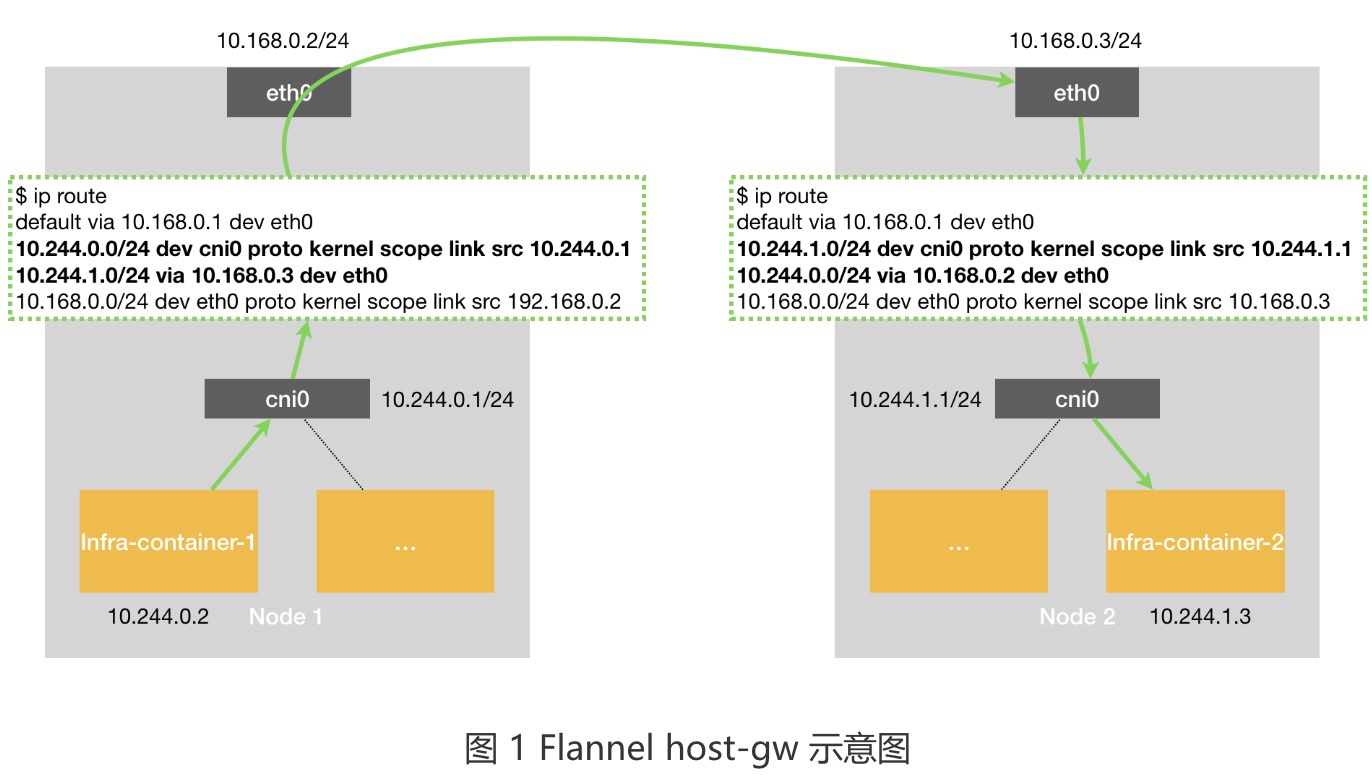 10.168.0.2/24
eth0
$ ip route
default via 10.168.0.1 dev eth0
10.244.0.0/24 dev cni0 proto kernel scope link src 10.244.0.1
10.244.1.0/24 via 10.168.0.3 dev eth0
10.168.0.0/24 dev eth0 proto kernel scope link src 192.168.0.2
cni0
10.244.0.1/24
Infra-container-1
...
10.244.0.2
Node 1
10.168.0.3/24
eth0
$ ip route
default via 10.168.0.1 dev eth0
10.244.1.0/24 dev cni0 proto kernel scope link src 10.244.1.1
10.244.0.0/24 via 10.168.0.2 dev eth0
10.168.0.0/24 dev eth0 proto kernel scope link src 10.168.0.3
10.244.1.1/24
cni0
...
Infra-container-2
Node 2
10.244.1.3
图 1 Flannel host-gw 示意图